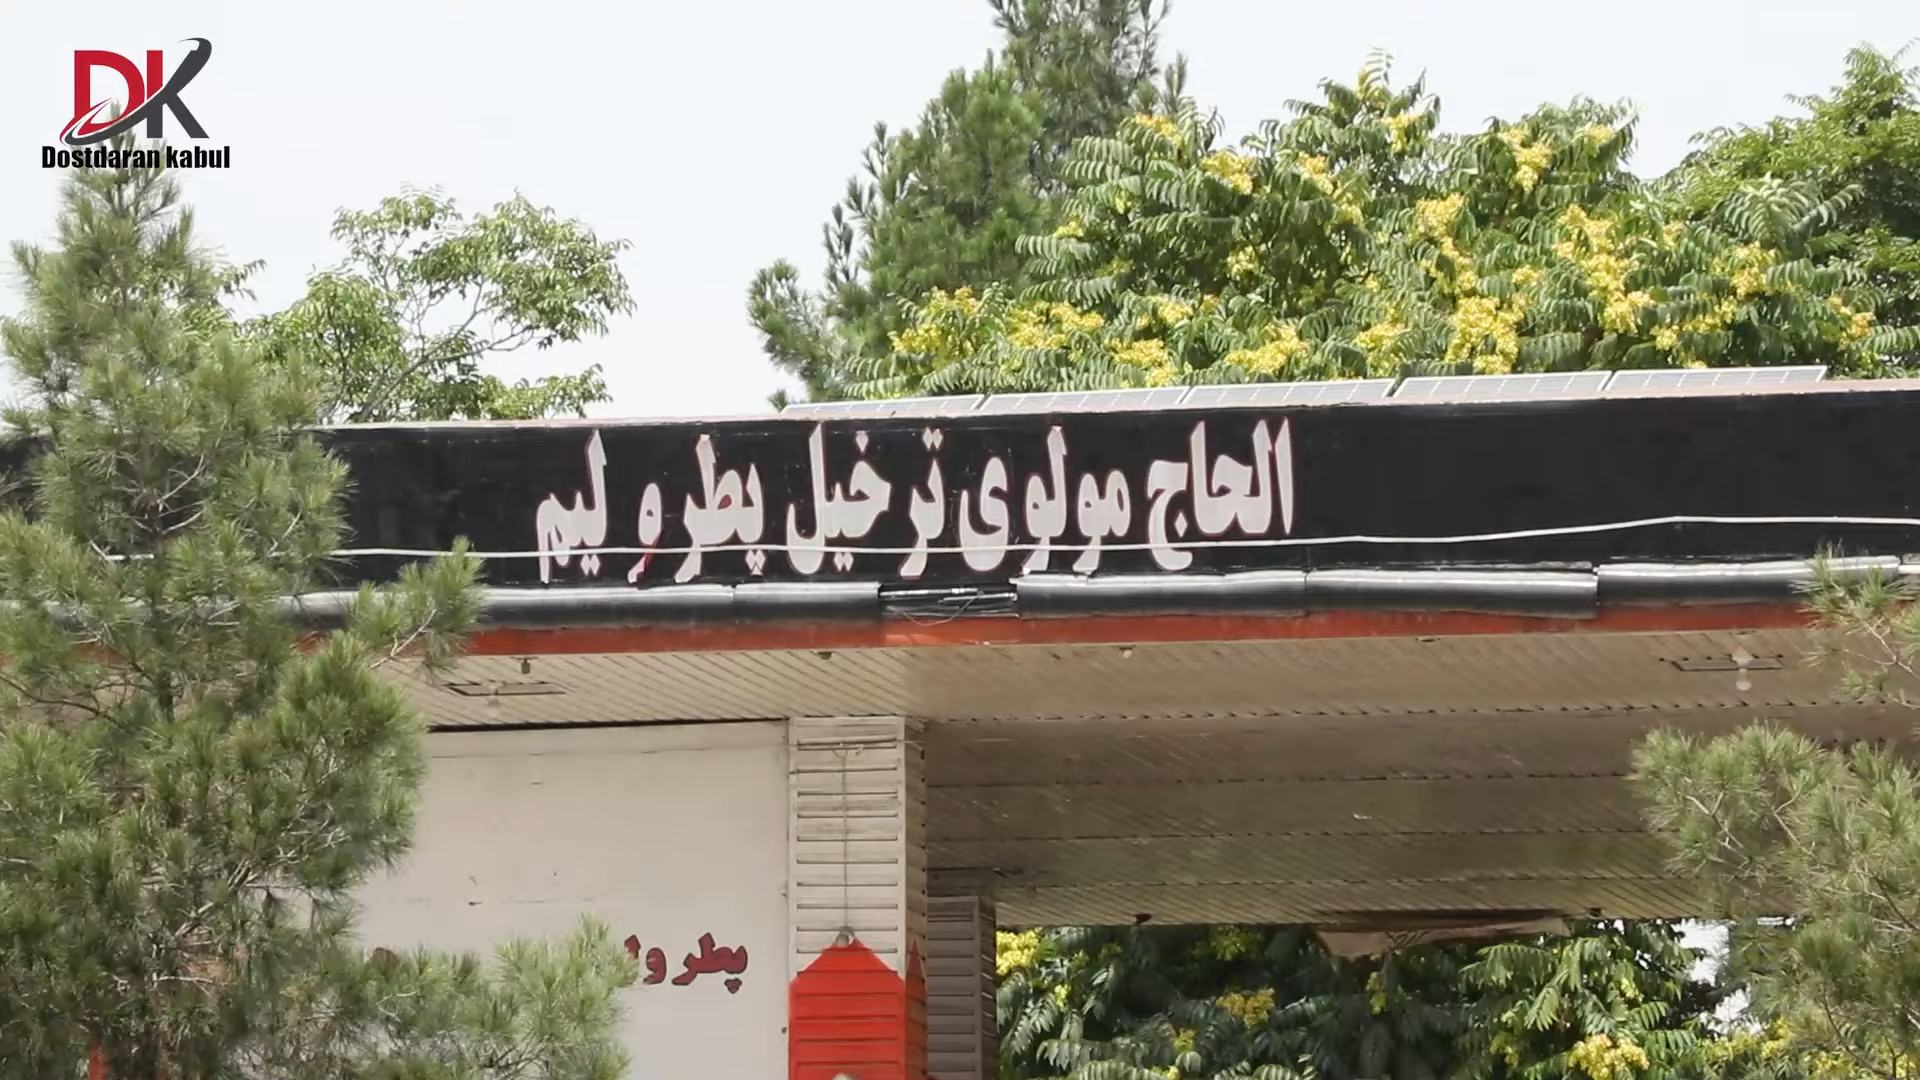 DK
Dostdaran kabul
الحاج مولوی ترخیل پطرولیم